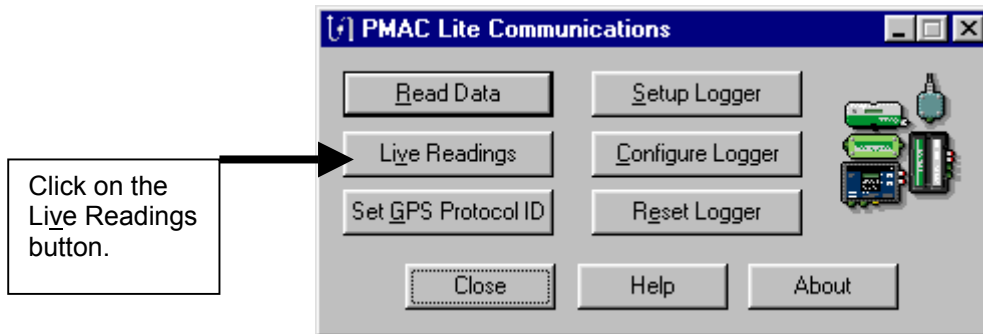 PMAC Lite Communications
Read Data
Setup Logger
Live Readings
Configure Logger
Set GPS Protocol ID
Reset Logger
Close
Help
About
Click on the
Live Readings
button.